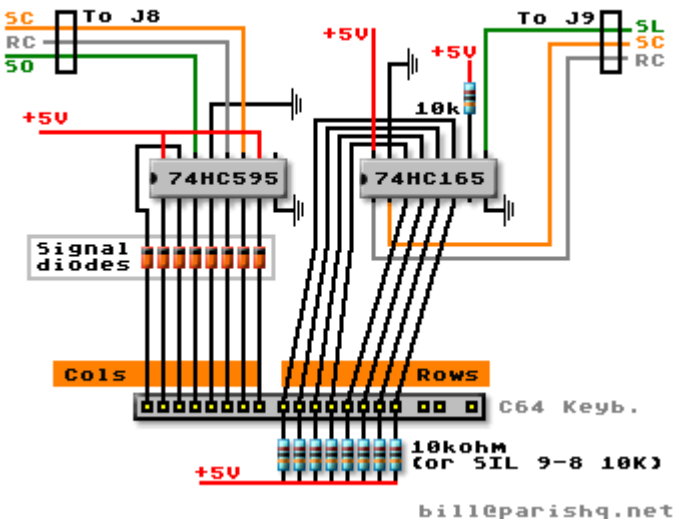 SC
To J8
RC
SO
+5V
+5V
+5V
To J9
SL
SC
RC
10k
74HC595
74HC165
Signal
diodes
Cols
Rows
C64 Keyb.
10kohm
(or SIL 9-8 10K)
+5V
bill@parishq.net